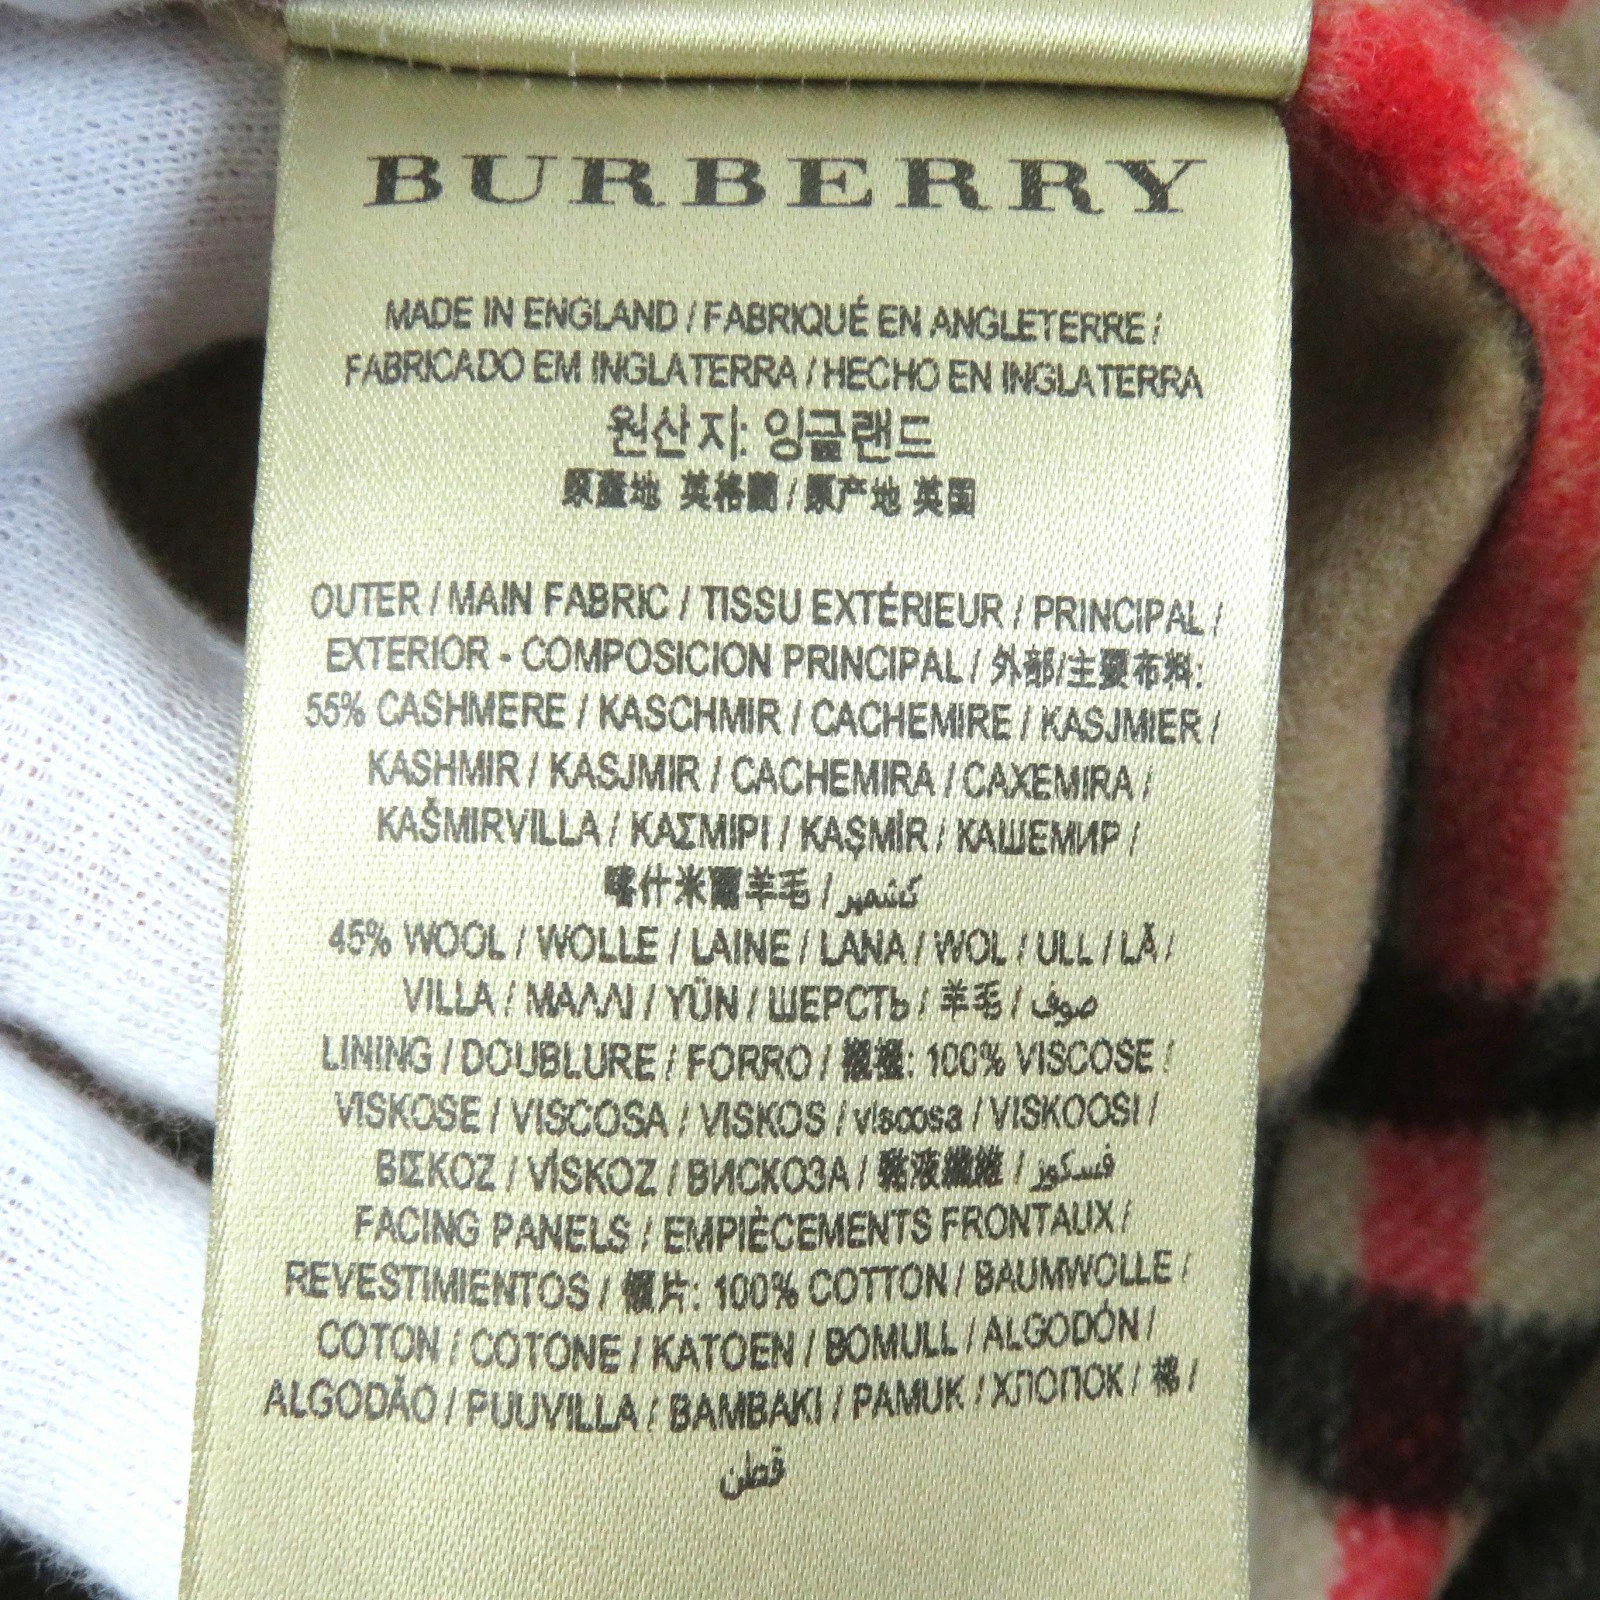 BURBERRY
MADE IN ENGLAND / FABRIQUÉ EN ANGLETERRE /
FABRICADO EM INGLATERRA / HECHO EN INGLATERRA
원산지: 잉글랜드
原產地 英格蘭 / 原产地 英国
OUTER / MAIN FABRIC / TISSU EXTÉRIEUR / PRINCIPAL /
EXTERIOR - COMPOSICION PRINCIPAL / 外部/主要布料:
55% CASHMERE / KASCHMIR / CACHEMIRE / KASJMIER /
KASHMIR / KASJMIR / CACHEMIRA / CAXEMIRA /
KAŠMIRVILLA / ΚΑΣΜΙΡΙ / KAŞMİR / КАШЕМИР /
喀什米爾羊毛 / كشمير
45% WOOL / WOLLE / LAINE / LANA / WOL / ULL / LÃ /
VILLA / ΜΑΛΛΙ / YÜN / ШЕРСТЬ / 羊毛 / صوف
LINING / DOUBLURE / FORRO / : 100% VISCOSE /
VISKOSE / VISCOSA / VISKOS / viscosa / VISKOOSI /
ΒΙΣΚΟΖ / VİSKOZ / ВИСКОЗА / 黏液纖維 / فسكوز
FACING PANELS / EMPIÈCEMENTS FRONTAUX /
REVESTIMIENTOS / 片: 100% COTTON / BAUMWOLLE /
COTON / COTONE / KATOEN / BOMULL / ALGODÓN /
ALGODÃO / PUUVILLA / ΒΑΜΒΑΚΙ / PAMUK / ХЛОПОК / 棉 /
قطن